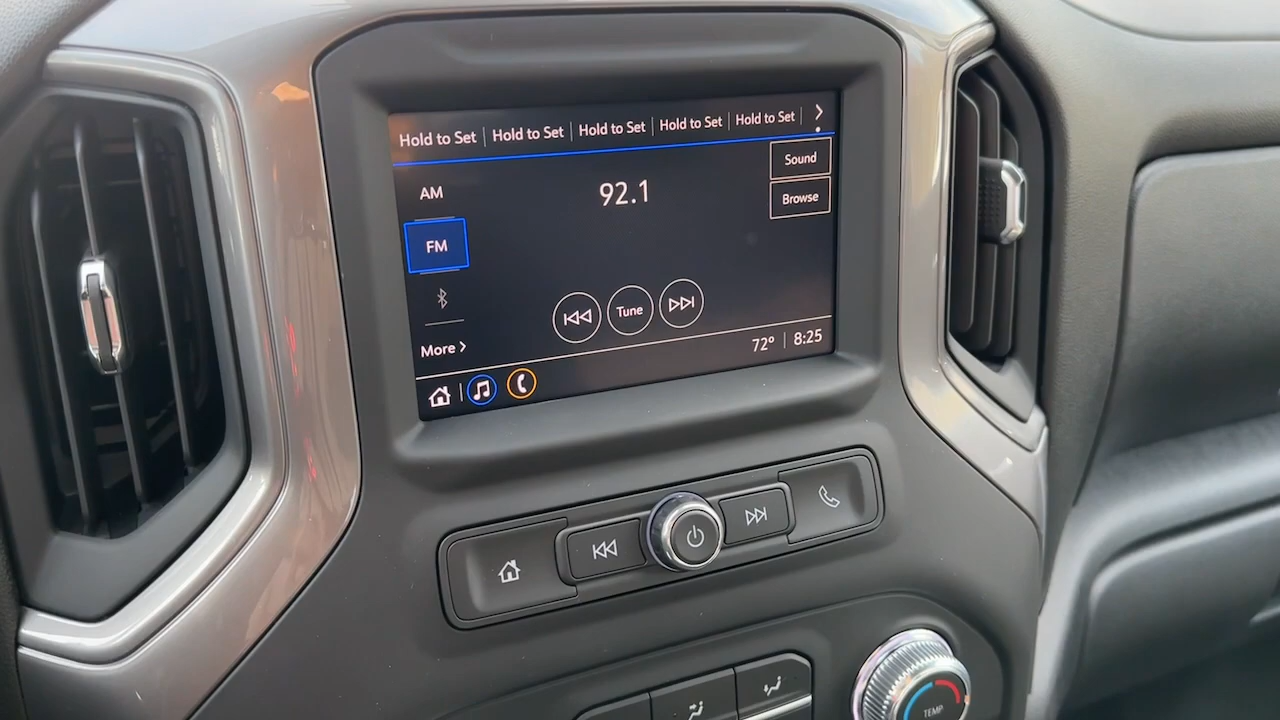 Hold to Set Hold to Set Hold to Set Hold to Set Hold to Set
AM
92.1
Sound
Browse
FM
Tune
More
72° 8:25
TEMP